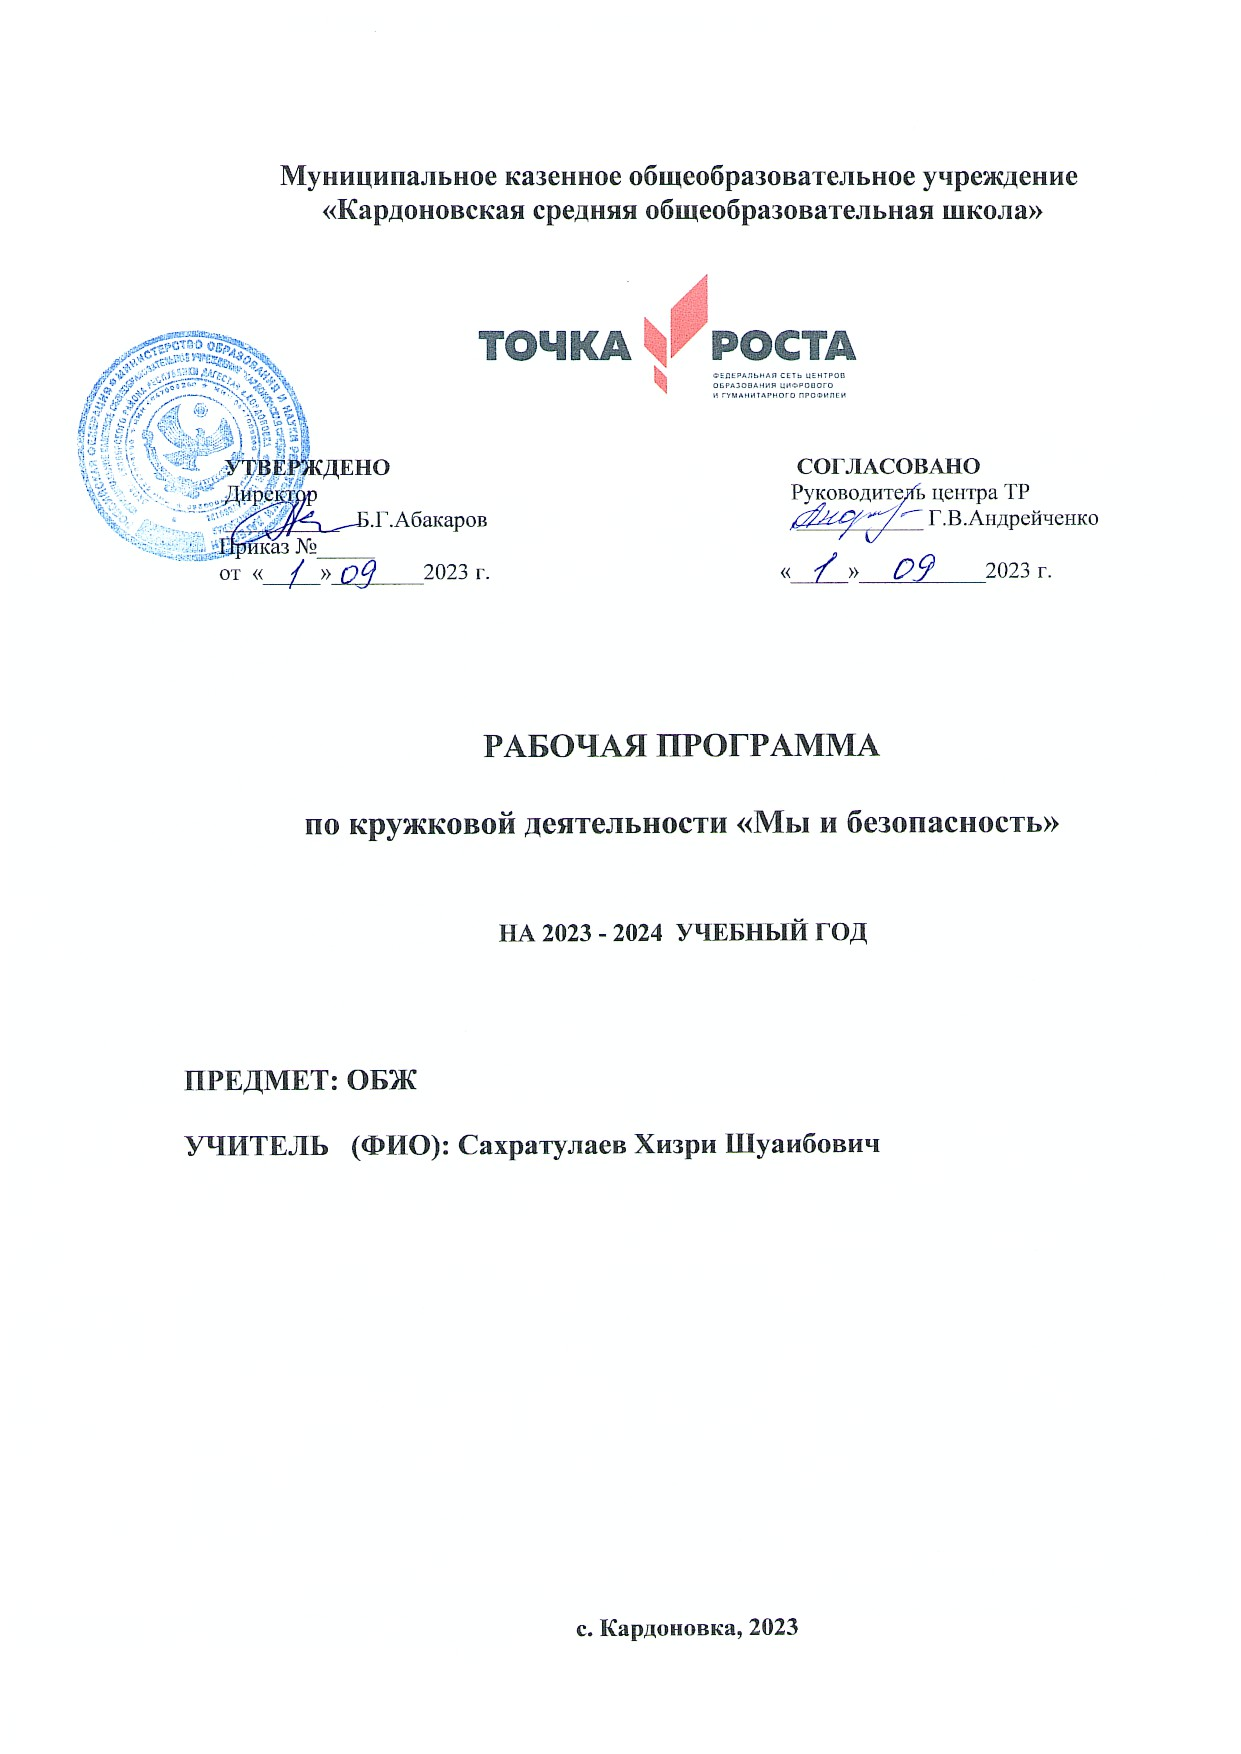 Муниципальное казенное общеобразовательное учреждение
«Кардоновская средняя общеобразовательная школа»
ТОЧКА РОСТА
ФЕДЕРАЛЬНАЯ СЕТЬ ЦЕНТРОВ
ОБРАЗОВАНИЯ ЦИФРОВОГО
И ГУМАНИТАРНОГО ПРОФИЛЕЙ
УТВЕРЖДЕНО
Директор
Б.Г.Абакаров
Приказ №_____
от «1» 09 2023 г.
СОГЛАСОВАНО
Руководитель центра ТР
Г.В.Андрейченко
«1» 09 2023 г.
РАБОЧАЯ ПРОГРАММА
по кружковой деятельности «Мы и безопасность»
НА 2023 - 2024 УЧЕБНЫЙ ГОД
ПРЕДМЕТ: ОБЖ
УЧИТЕЛЬ (ФИО): Сахратулаев Хизри Шуаибович
с. Кардоновка, 2023